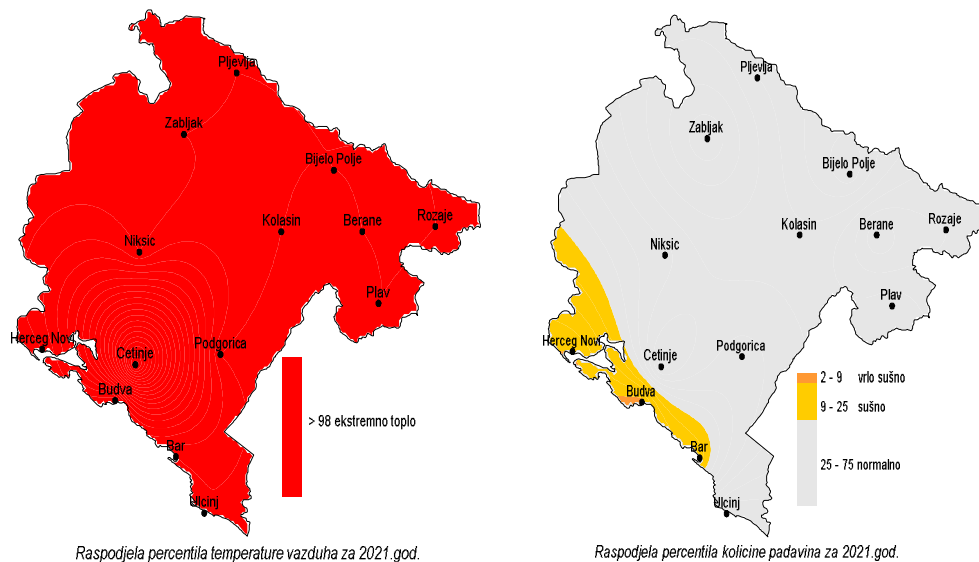 Pljevlja
Zabljak
Bijelo Polje
Kolasin
Berane
Rozaje
Niksic
Plav
Herceg Novi
Cetinje
Podgorica
Budva
Bar
Ulcinj
> 98 ekstremno toplo
Raspodjela percentila temperature vazduha za 2021.god.
Pljevlja
Zabljak
Bijelo Polje
Kolasin
Berane
Rozaje
Niksic
Plav
Herceg Novi
Cetinje
Podgorica
Budva
Bar
Ulcinj
2 - 9 vrlo sušno
9 - 25 sušno
25 - 75 normalno
Raspodjela percentila kolicine padavina za 2021.god.